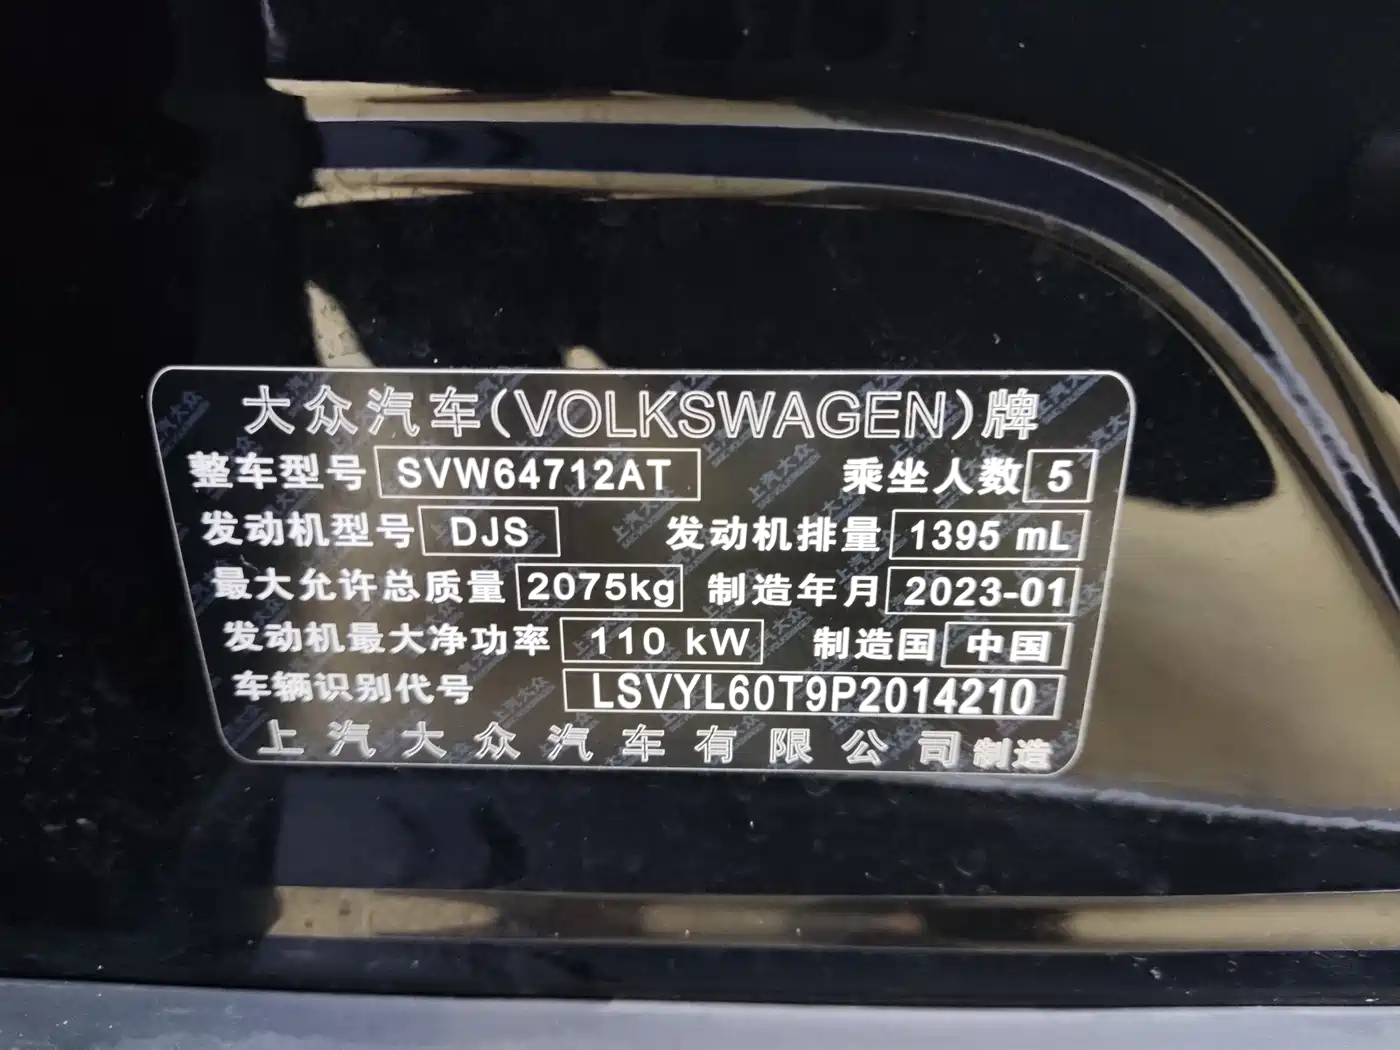 大众汽车(VOLKSWAGEN)牌
整车型号 SVW64712AT 乘坐人数 5
发动机型号 DJS 发动机排量 1395 mL
最大允许总质量 2075kg 制造年月 2023-01
发动机最大净功率 110 kW 制造国 中国
车辆识别代号 LSVYL60T9P2014210
上汽大众汽车有限公司制造